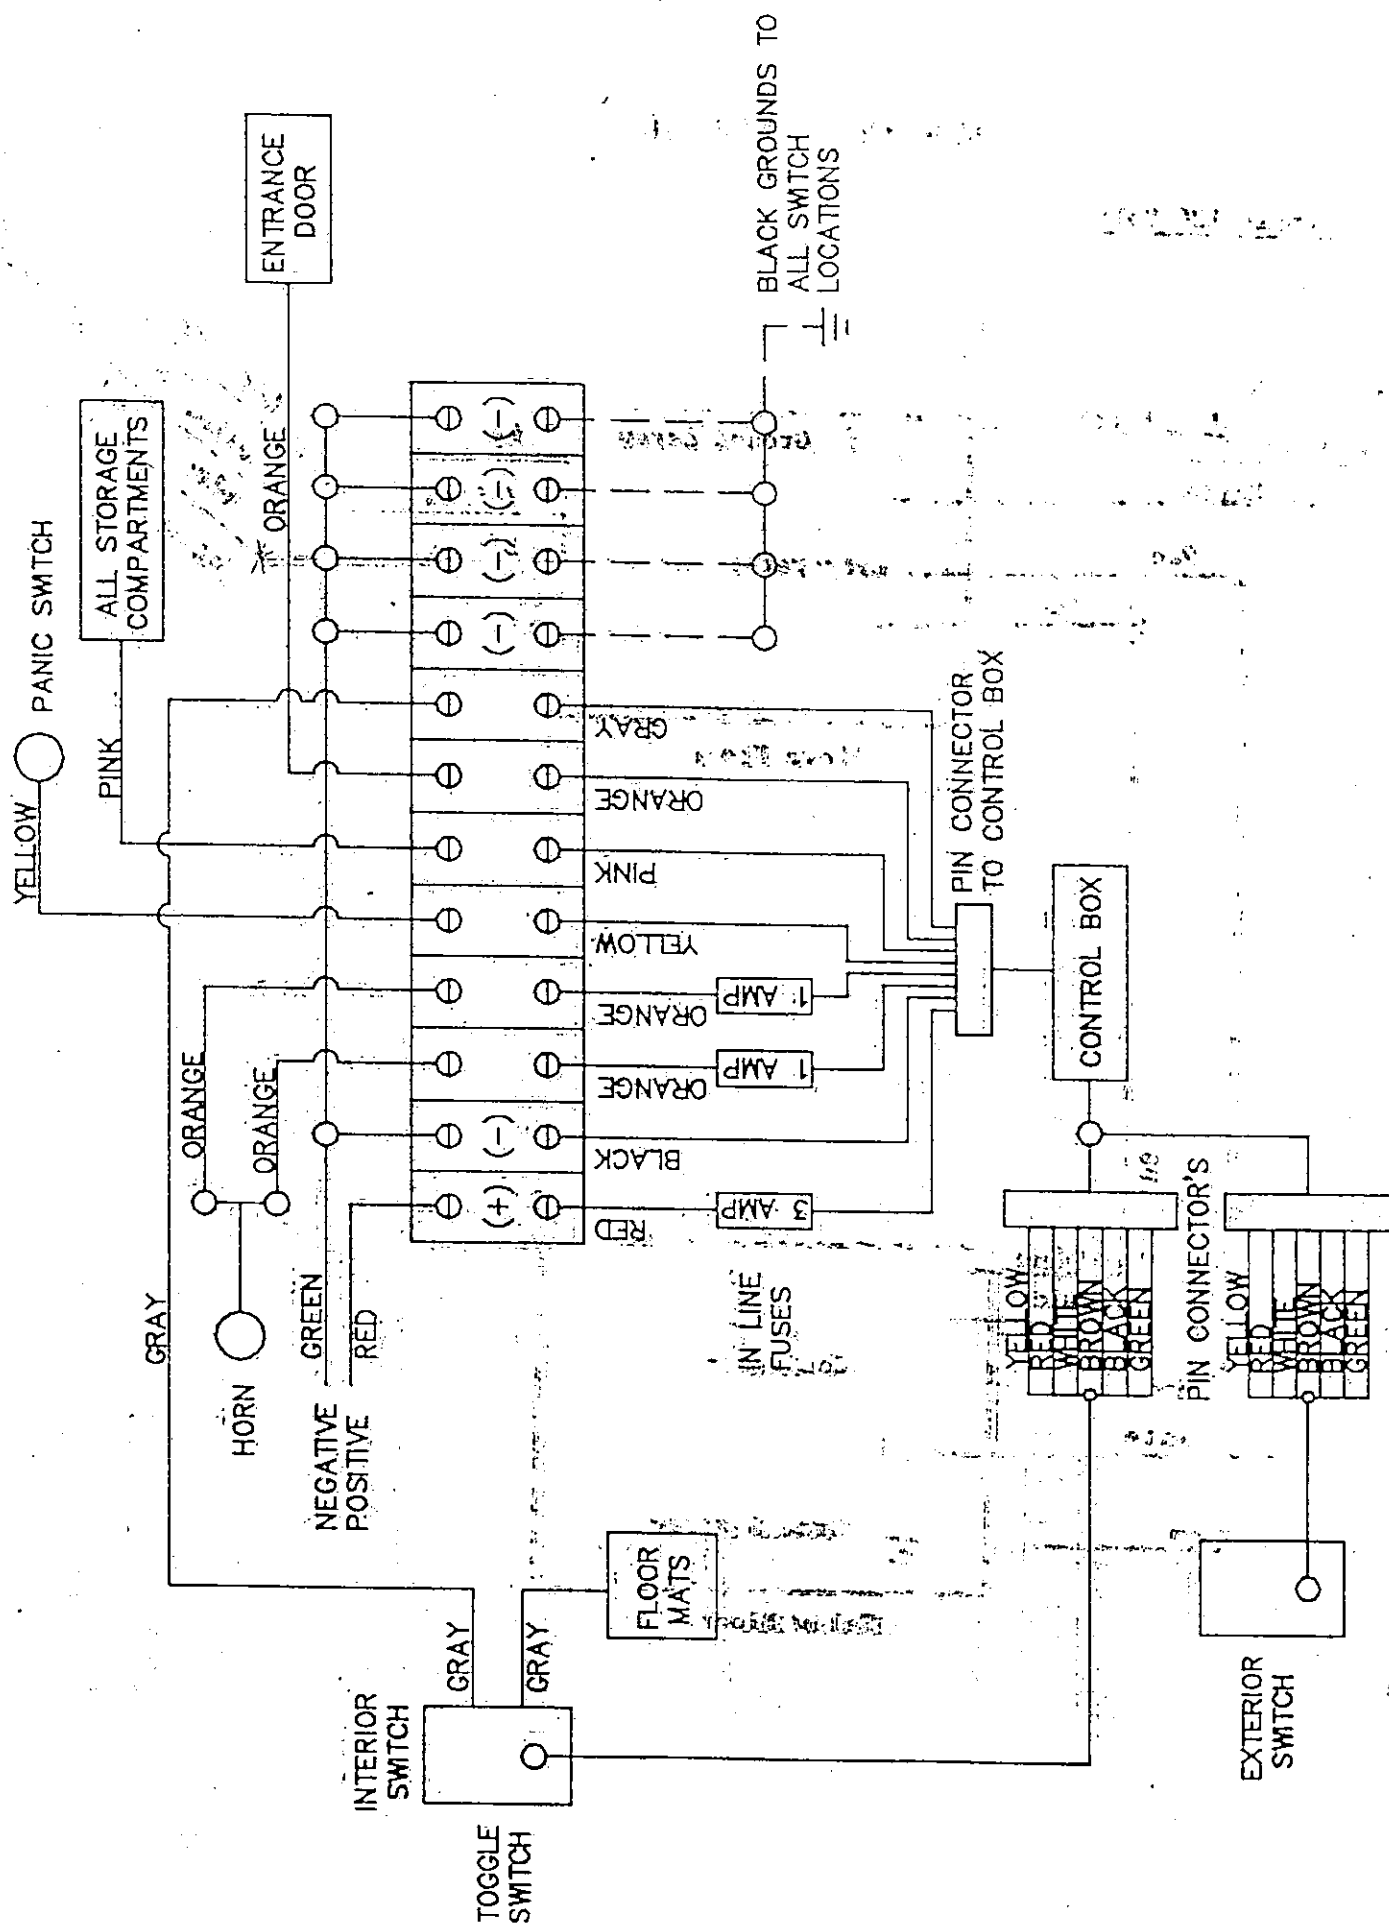 PANIC SWITCH
YELLOW
ALL STORAGE
COMPARTMENTS
PINK
ENTRANCE
DOOR
ORANGE
GRAY
ORANGE
ORANGE
HORN
GREEN
RED
NEGATIVE
POSITIVE
INTERIOR
SWITCH
TOGGLE
SWITCH
GRAY
GRAY
FLOOR
MATS
(+)
(-)
(-)
(-)
(-)
(-)
RED
BLACK
ORANGE
ORANGE
YELLOW
PINK
ORANGE
GRAY
3 AMP
1 AMP
1 AMP
IN LINE
FUSES
BLACK GROUNDS TO
ALL SWITCH
LOCATIONS
PIN CONNECTOR
TO CONTROL BOX
CONTROL BOX
YELLOW
RED
WHITE
BROWN
BLACK
GREEN
PIN CONNECTOR'S
YELLOW
RED
WHITE
BROWN
BLACK
GREEN
EXTERIOR
SWITCH